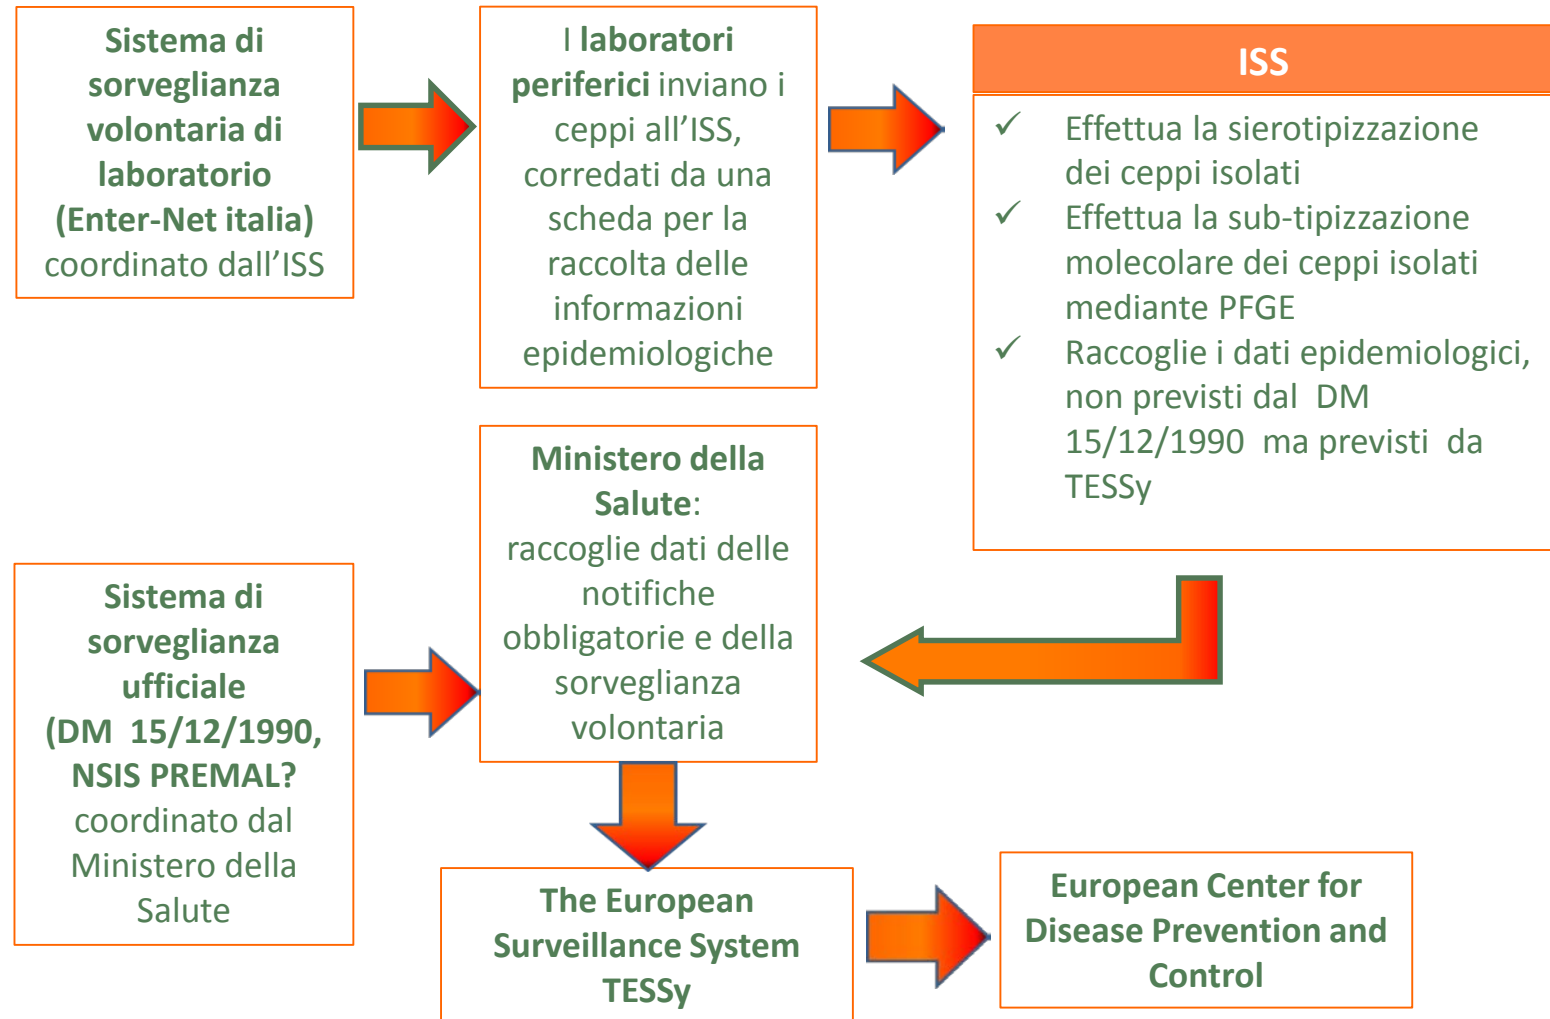 Sistema di
sorveglianza
volontaria di
laboratorio
(Enter-Net italia)
coordinato dall'ISS
I laboratori
periferici inviano i
ceppi all'ISS,
corredati da una
scheda per la
raccolta delle
informazioni
epidemiologiche
ISS
✓ Effettua la sierotipizzazione
dei ceppi isolati
✓ Effettua la sub-tipizzazione
molecolare dei ceppi isolati
mediante PFGE
✓ Raccoglie i dati epidemiologici,
non previsti dal DM
15/12/1990 ma previsti da
TESSy
Ministero della
Salute:
raccoglie dati delle
notifiche
obbligatorie e della
sorveglianza
volontaria
Sistema di
sorveglianza
ufficiale
(DM 15/12/1990,
NSIS PREMAL?
coordinato dal
Ministero della
Salute
The European
Surveillance System
TESSy
European Center for
Disease Prevention and
Control